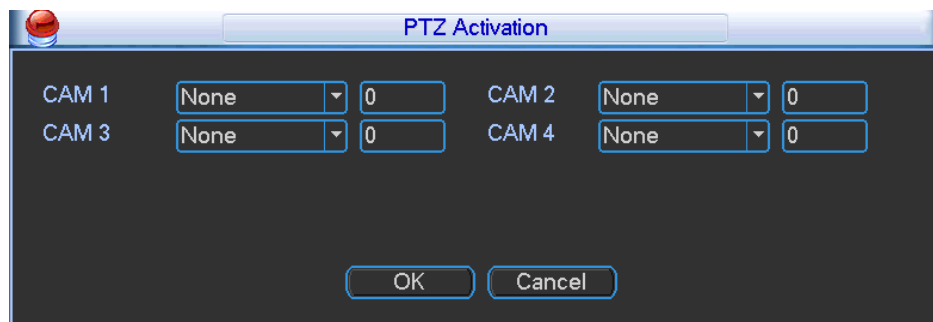 PTZ Activation
CAM 1 None 0 CAM 2 None 0
CAM 3 None 0 CAM 4 None 0
OK Cancel